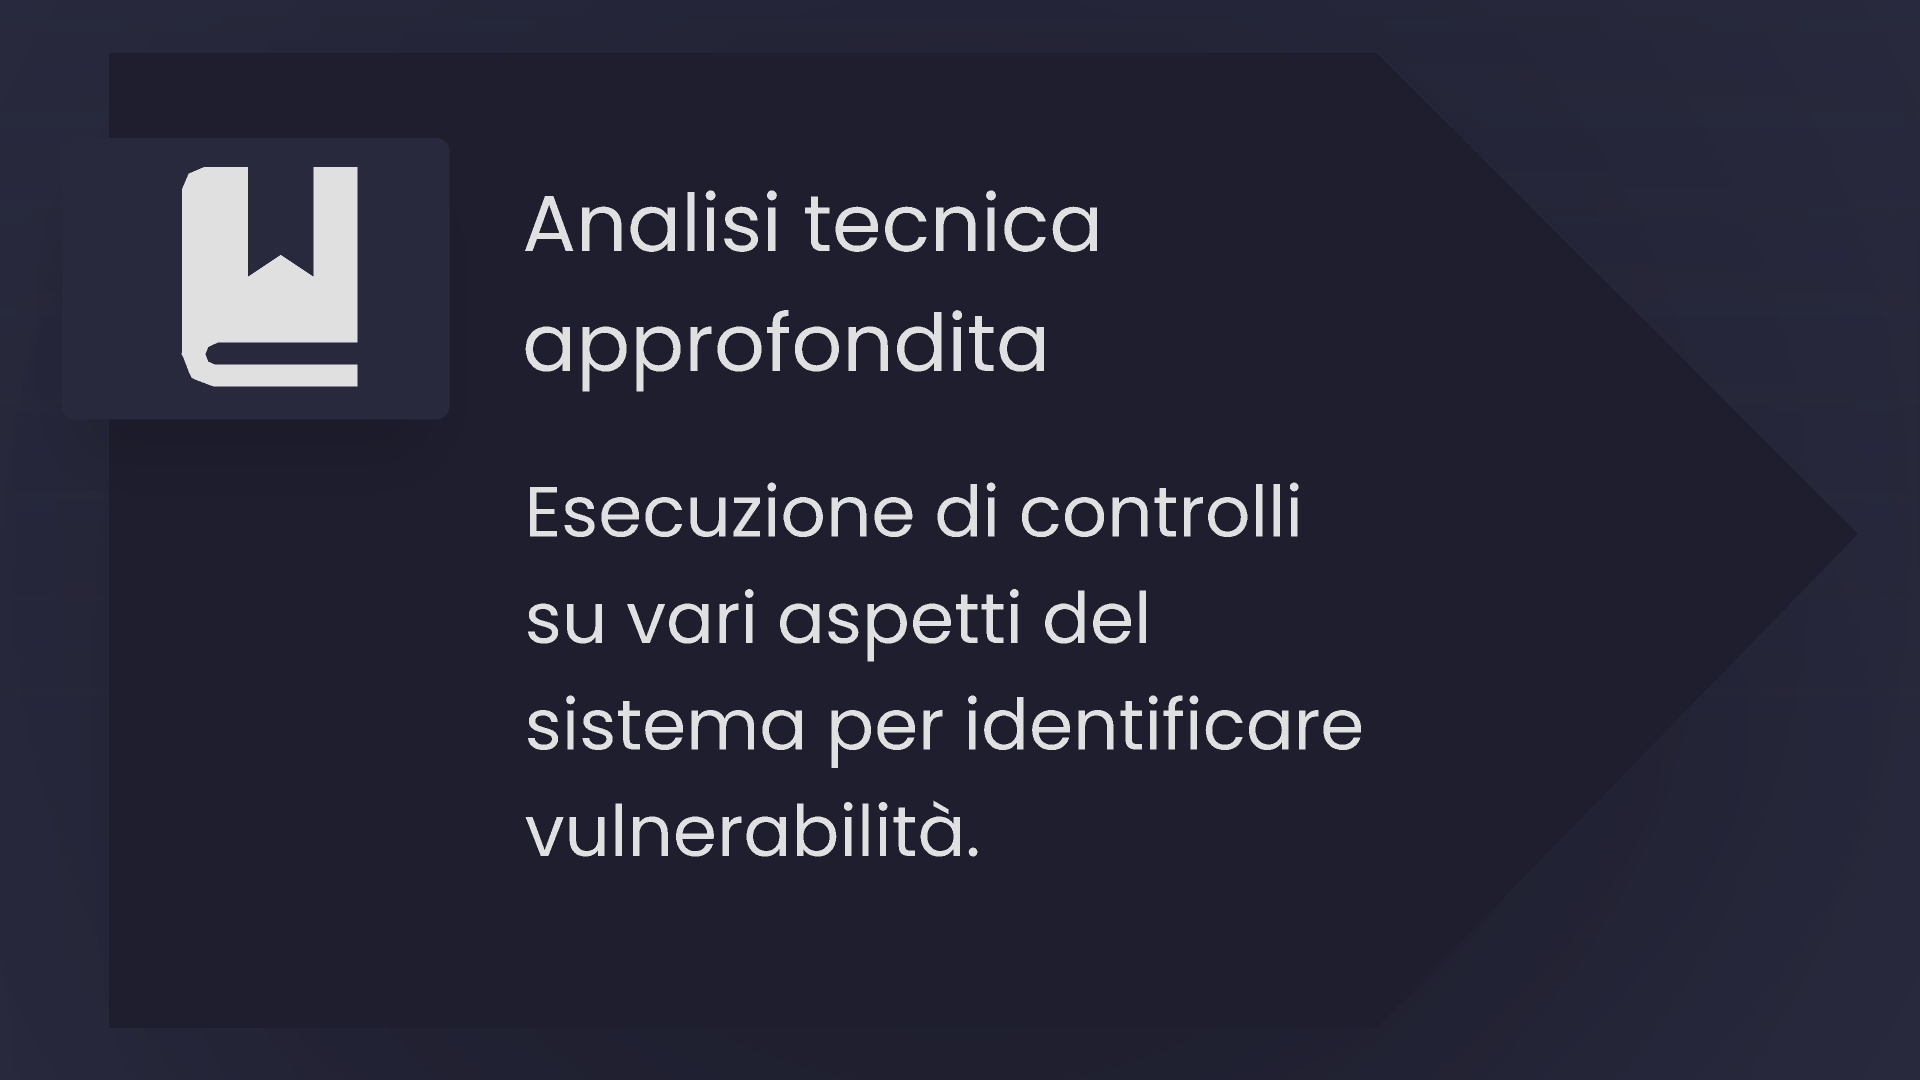 Analisi tecnica
approfondita
Esecuzione di controlli
su vari aspetti del
sistema per identificare
vulnerabilità.